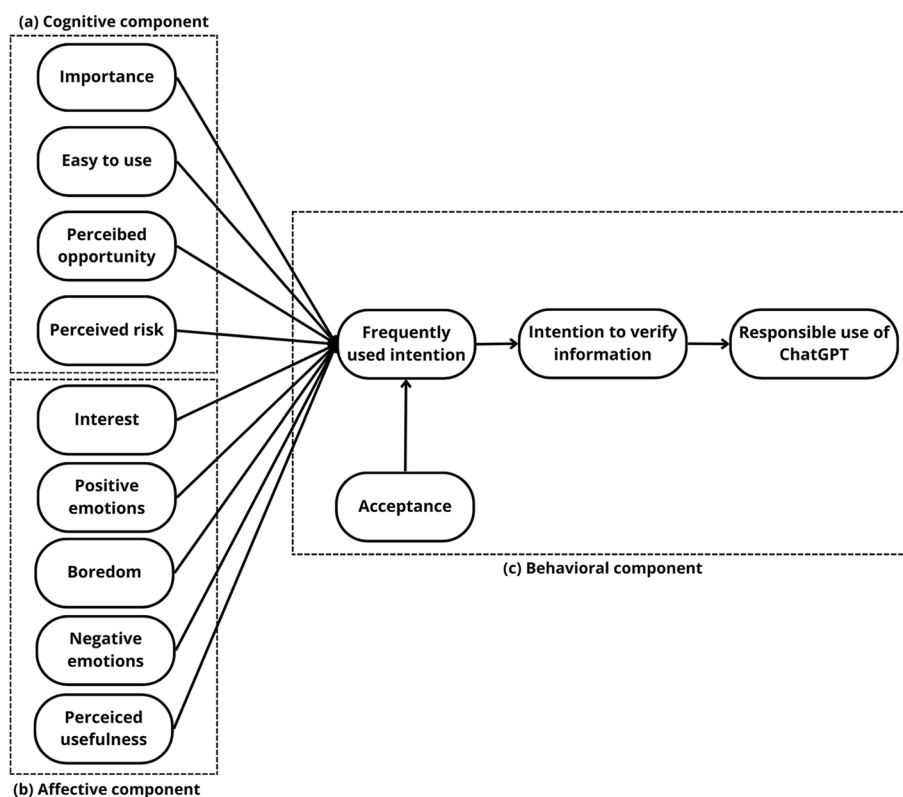 (a) Cognitive component
Importance
Easy to use
Perceibed
opportunity
Perceived risk
Interest
Positive
emotions
Boredom
Negative
emotions
Perceiced
usefulness
(b) Affective component
Frequently
used intention
Intention to verify
information
Responsible use of
ChatGPT
Acceptance
(c) Behavioral component